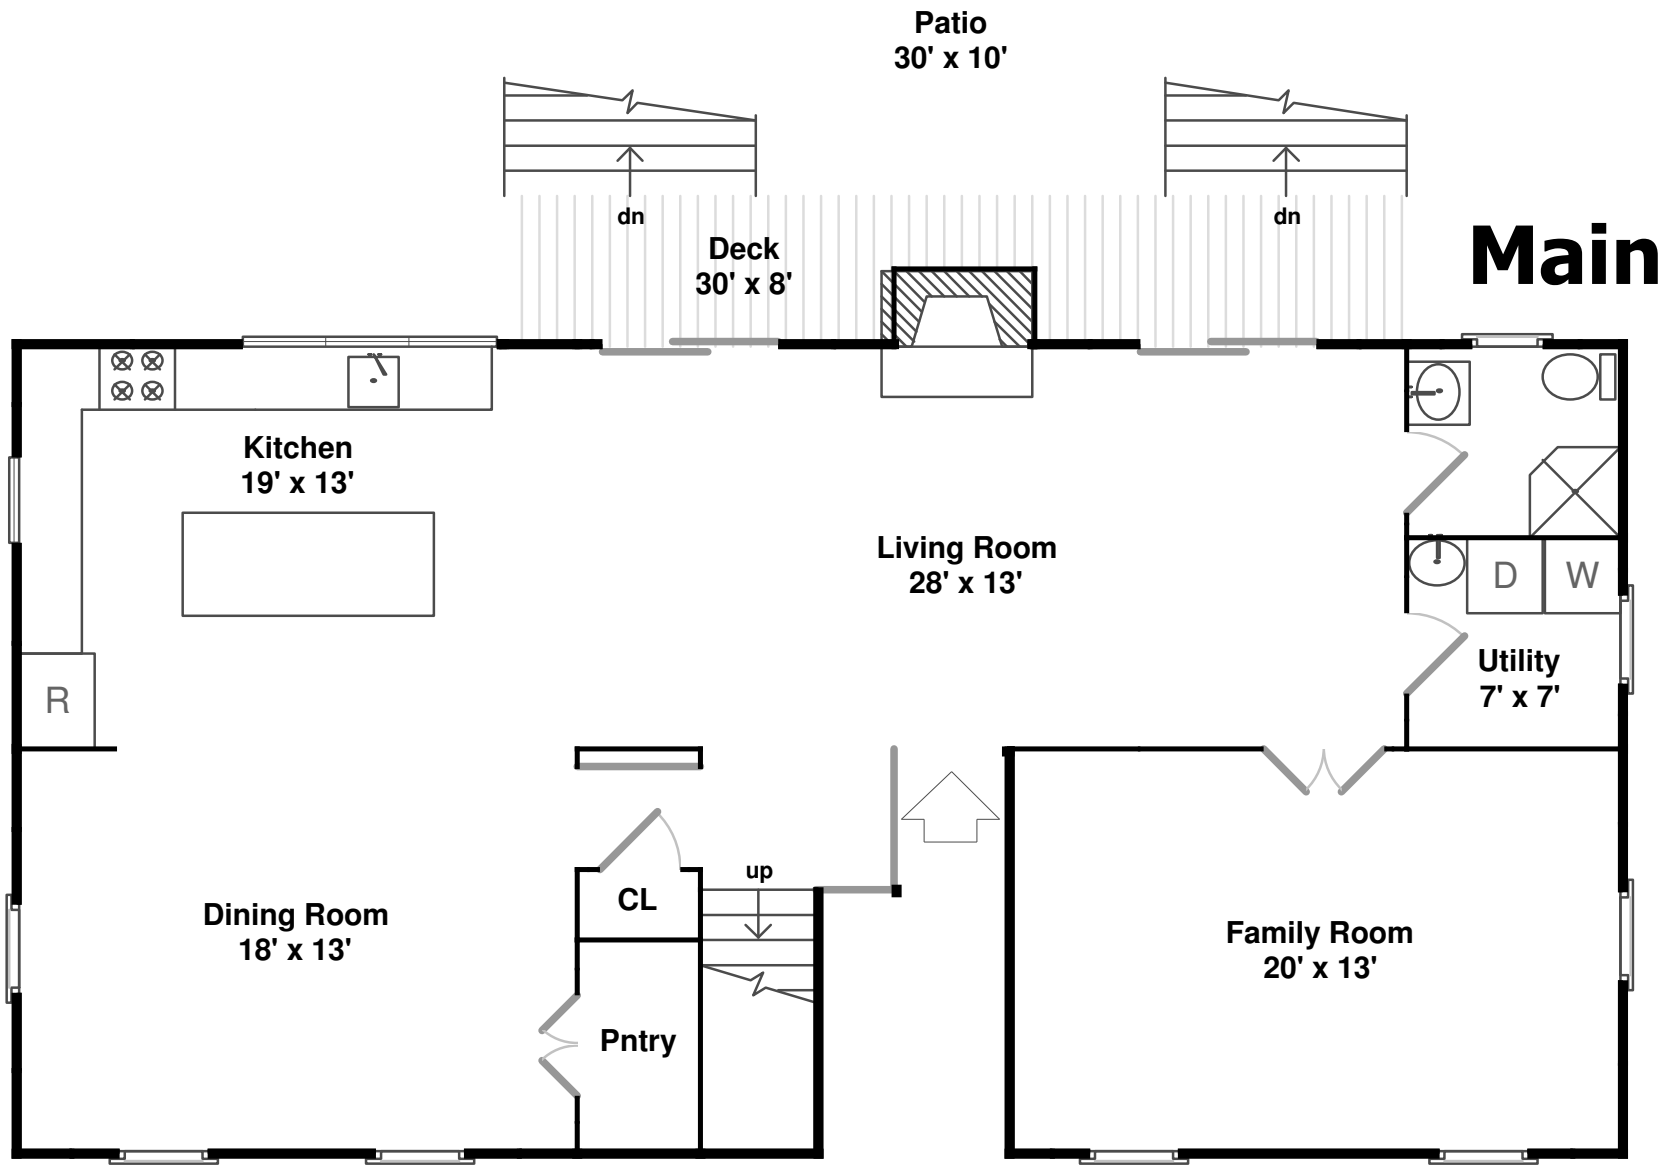 Patio
30' x 10'
dn
dn
Deck
30' x 8'
Main
Kitchen
19' x 13'
Living Room
28' x 13'
D
W
Utility
7' x 7'
R
up
CL
Dining Room
18' x 13'
Family Room
20' x 13'
Pntry